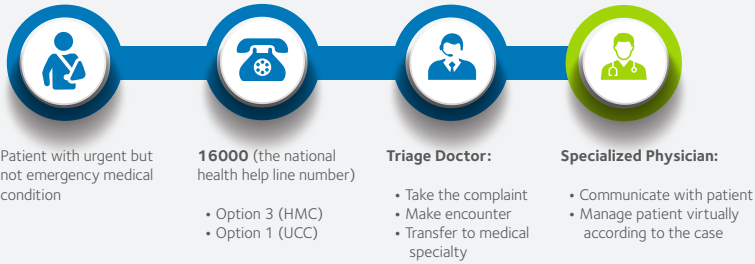 Patient with urgent but
not emergency medical
condition
16000 (the national
health help line number)
• Option 3 (HMC)
• Option 1 (UCC)
Triage Doctor:
• Take the complaint
• Make encounter
• Transfer to medical
specialty
Specialized Physician:
• Communicate with patient
• Manage patient virtually
according to the case